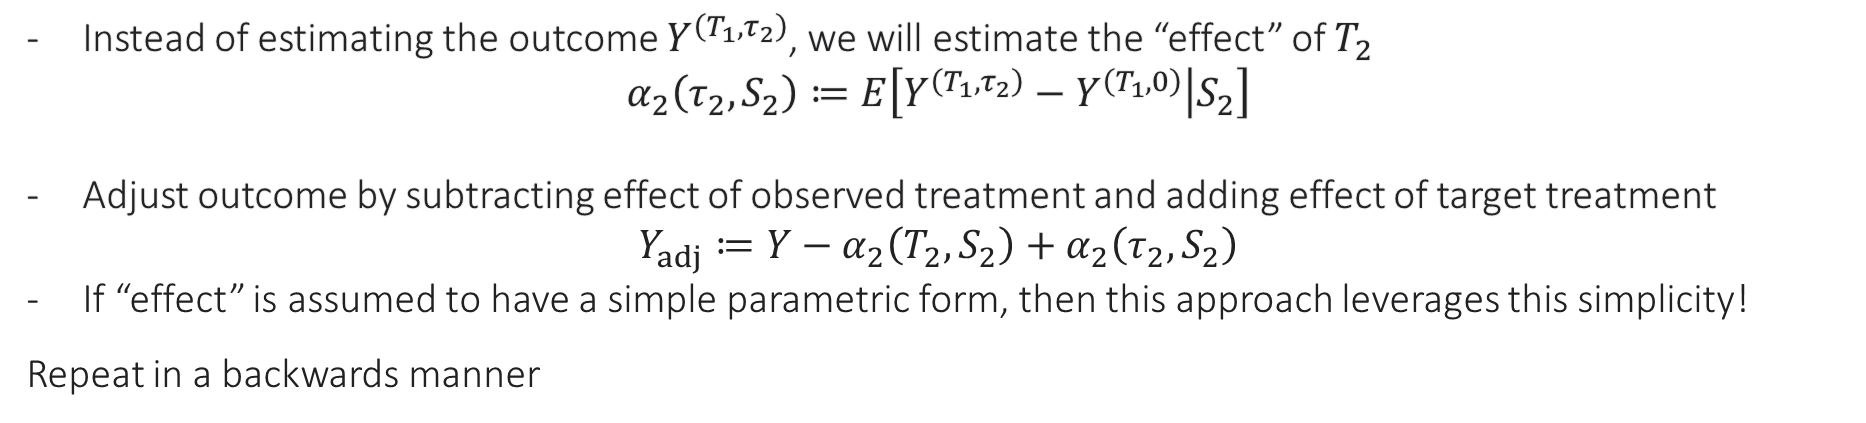 - Instead of estimating the outcome Y^(T₁,τ₂), we will estimate the “effect” of T₂
α₂(τ₂, S₂) ≔ E[Y^(T₁,τ₂) − Y^(T₁,0)|S₂]
- Adjust outcome by subtracting effect of observed treatment and adding effect of target treatment
Y_adj ≔ Y − α₂(T₂, S₂) + α₂(τ₂, S₂)
- If “effect” is assumed to have a simple parametric form, then this approach leverages this simplicity!
Repeat in a backwards manner